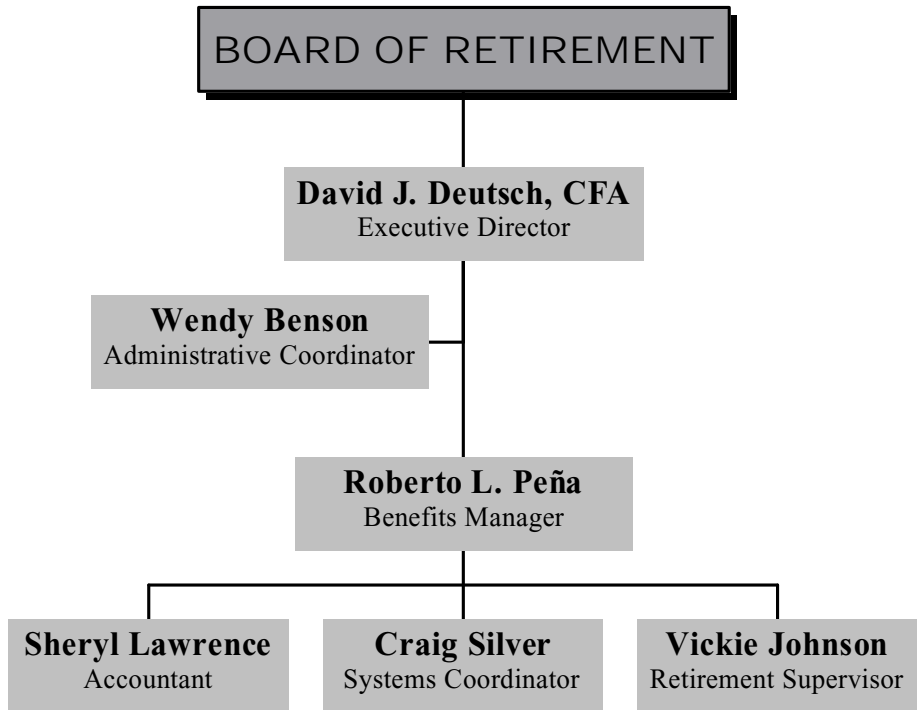 BOARD OF RETIREMENT
David J. Deutsch, CFA
Executive Director
Wendy Benson
Administrative Coordinator
Roberto L. Peña
Benefits Manager
Sheryl Lawrence
Accountant
Craig Silver
Systems Coordinator
Vickie Johnson
Retirement Supervisor